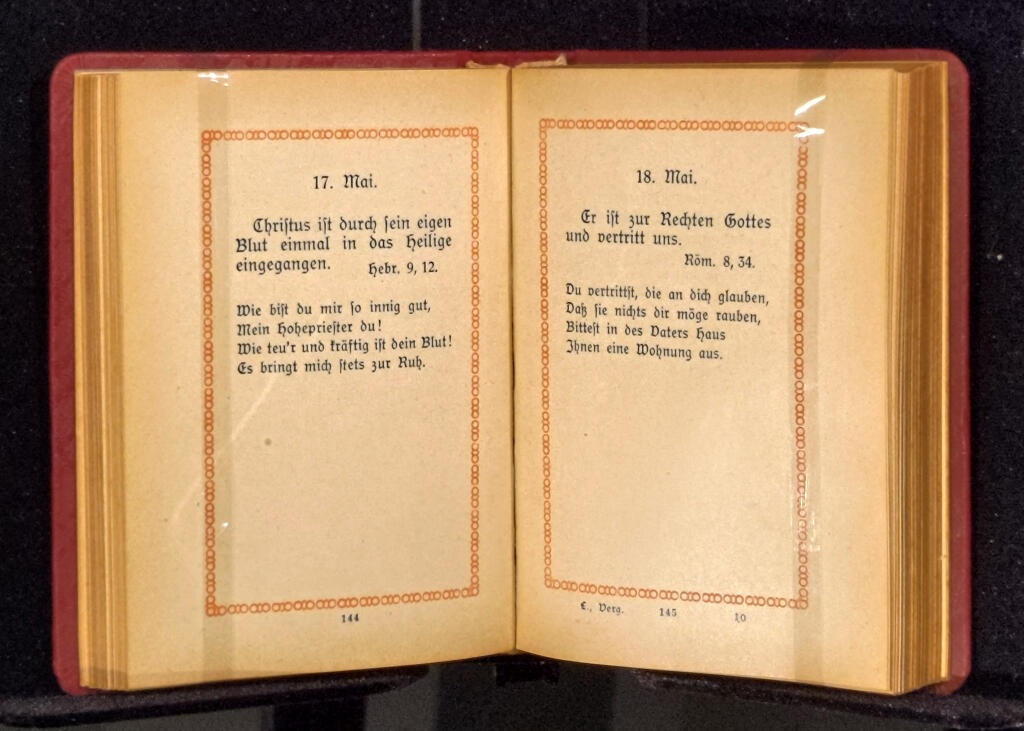 17. Mai.
Christus ist durch sein eigen
Blut einmal in das Heilige
eingegangen. Hebr. 9, 12.
Wie bist du mir so innig gut,
Mein Hohepriester du!
Wie teu'r und kräftig ist dein Blut!
Es bringt mich stets zur Ruh.
144
18. Mai.
Er ist zur Rechten Gottes
und vertritt uns.
Röm. 8, 34.
Du vertrittst, die an dich glauben,
Daß sie nichts dir möge rauben,
Bittest in des Vaters Haus
Ihnen eine Wohnung aus.
E., Verg. 145 10